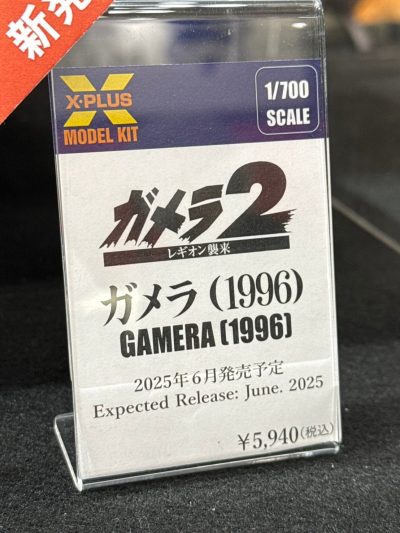 新発
X-PLUS
MODEL KIT
1/700
SCALE
ガメラ2
レギオン襲来
ガメラ（1996）
GAMERA (1996)
2025年6月発売予定
Expected Release: June. 2025
¥5,940(税込)